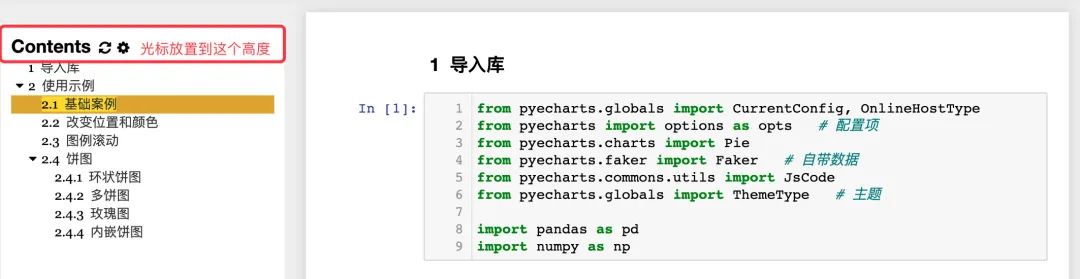 Contents 光标放置到这个高度
1 导入库
2 使用示例
2.1 基础案例
2.2 改变位置和颜色
2.3 图例滚动
2.4 饼图
2.4.1 环状饼图
2.4.2 多饼图
2.4.3 玫瑰图
2.4.4 内嵌饼图
1 导入库
In [1]:
1 from pyecharts.globals import CurrentConfig, OnlineHostType
2 from pyecharts import options as opts # 配置项
3 from pyecharts.charts import Pie
4 from pyecharts.faker import Faker # 自带数据
5 from pyecharts.commons.utils import JsCode
6 from pyecharts.globals import ThemeType # 主题
7
8 import pandas as pd
9 import numpy as np